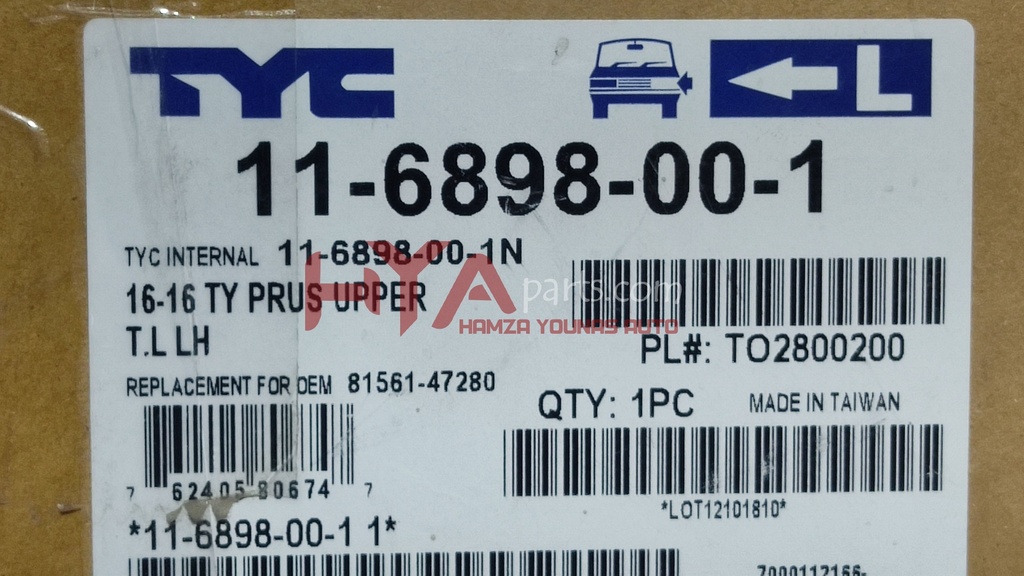 TYC
L
11-6898-00-1
TYC INTERNAL 11-6898-00-1N
16-16 TY PRUS UPPER
T.L LH
HYA parts.com
HAMZA YOUNAS AUTO
PL#: TO2800200
REPLACEMENT FOR OEM 81561-47280
QTY: 1PC MADE IN TAIWAN
7 62405 80674 7
*LOT12101810*
*11-6898-00-1 1*
7000112166-